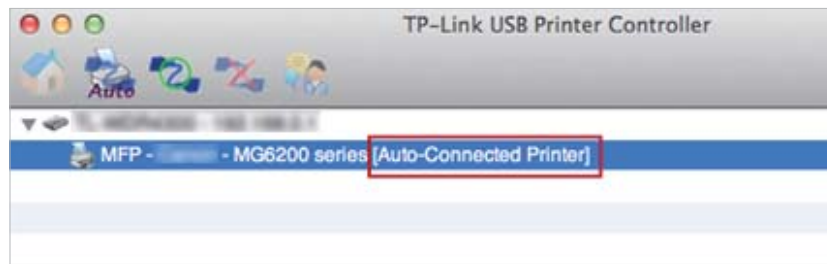 TP-Link USB Printer Controller
Auto
MFP - - MG6200 series [Auto-Connected Printer]